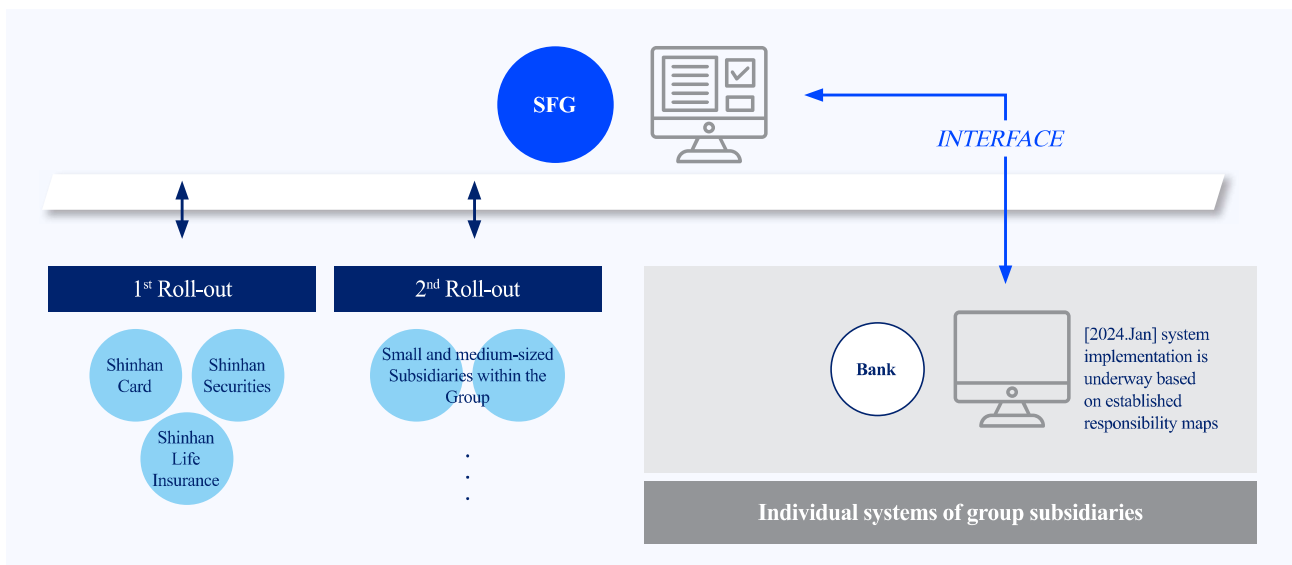 SFG
INTERFACE
1st Roll-out
Shinhan
Card
Shinhan
Securities
Shinhan
Life
Insurance
2nd Roll-out
Small and medium-sized
Subsidiaries within the
Group
.
.
.
Bank
[2024.Jan] system
implementation is
underway based
on established
responsibility maps
Individual systems of group subsidiaries